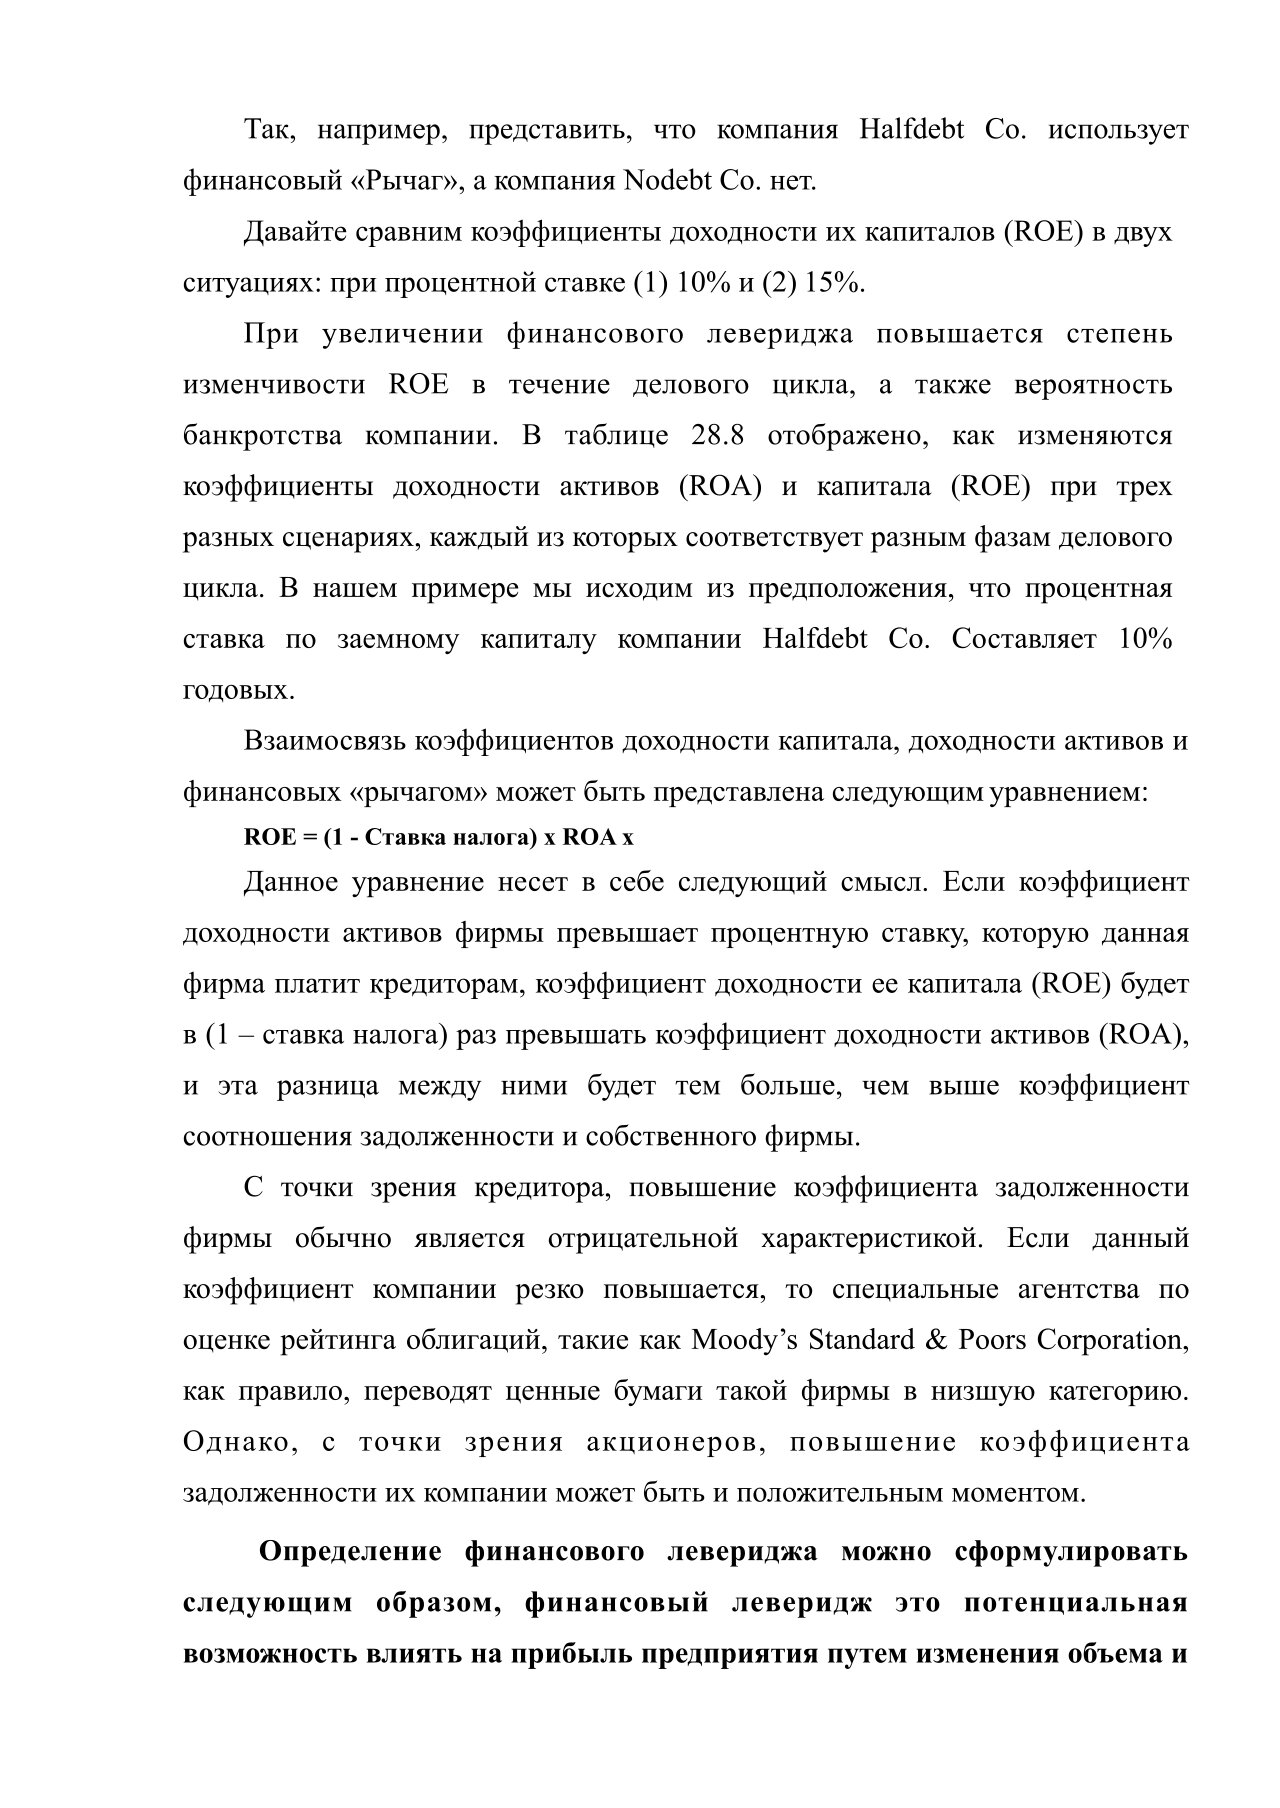 Так, например, представить, что компания Halfdebt Co. использует
финансовый «Рычаг», а компания Nodebt Co. нет.
Давайте сравним коэффициенты доходности их капиталов (ROE) в двух
ситуациях: при процентной ставке (1) 10% и (2) 15%.
При увеличении финансового левериджа повышается степень
изменчивости ROE в течение делового цикла, а также вероятность
банкротства компании. В таблице 28.8 отображено, как изменяются
коэффициенты доходности активов (ROA) и капитала (ROE) при трех
разных сценариях, каждый из которых соответствует разным фазам делового
цикла. В нашем примере мы исходим из предположения, что процентная
ставка по заемному капиталу компании Halfdebt Co. Составляет 10%
годовых.
Взаимосвязь коэффициентов доходности капитала, доходности активов и
финансовых «рычагом» может быть представлена следующим уравнением:
ROE = (1 - Ставка налога) x ROA x
Данное уравнение несет в себе следующий смысл. Если коэффициент
доходности активов фирмы превышает процентную ставку, которую данная
фирма платит кредиторам, коэффициент доходности ее капитала (ROE) будет
в (1 – ставка налога) раз превышать коэффициент доходности активов (ROA),
и эта разница между ними будет тем больше, чем выше коэффициент
соотношения задолженности и собственного фирмы.
С точки зрения кредитора, повышение коэффициента задолженности
фирмы обычно является отрицательной характеристикой. Если данный
коэффициент компании резко повышается, то специальные агентства по
оценке рейтинга облигаций, такие как Moody’s Standard & Poors Corporation,
как правило, переводят ценные бумаги такой фирмы в низшую категорию.
Однако, с точки зрения акционеров, повышение коэффициента
задолженности их компании может быть и положительным моментом.
Определение финансового левериджа можно сформулировать
следующим образом, финансовый леверидж это потенциальная
возможность влиять на прибыль предприятия путем изменения объема и